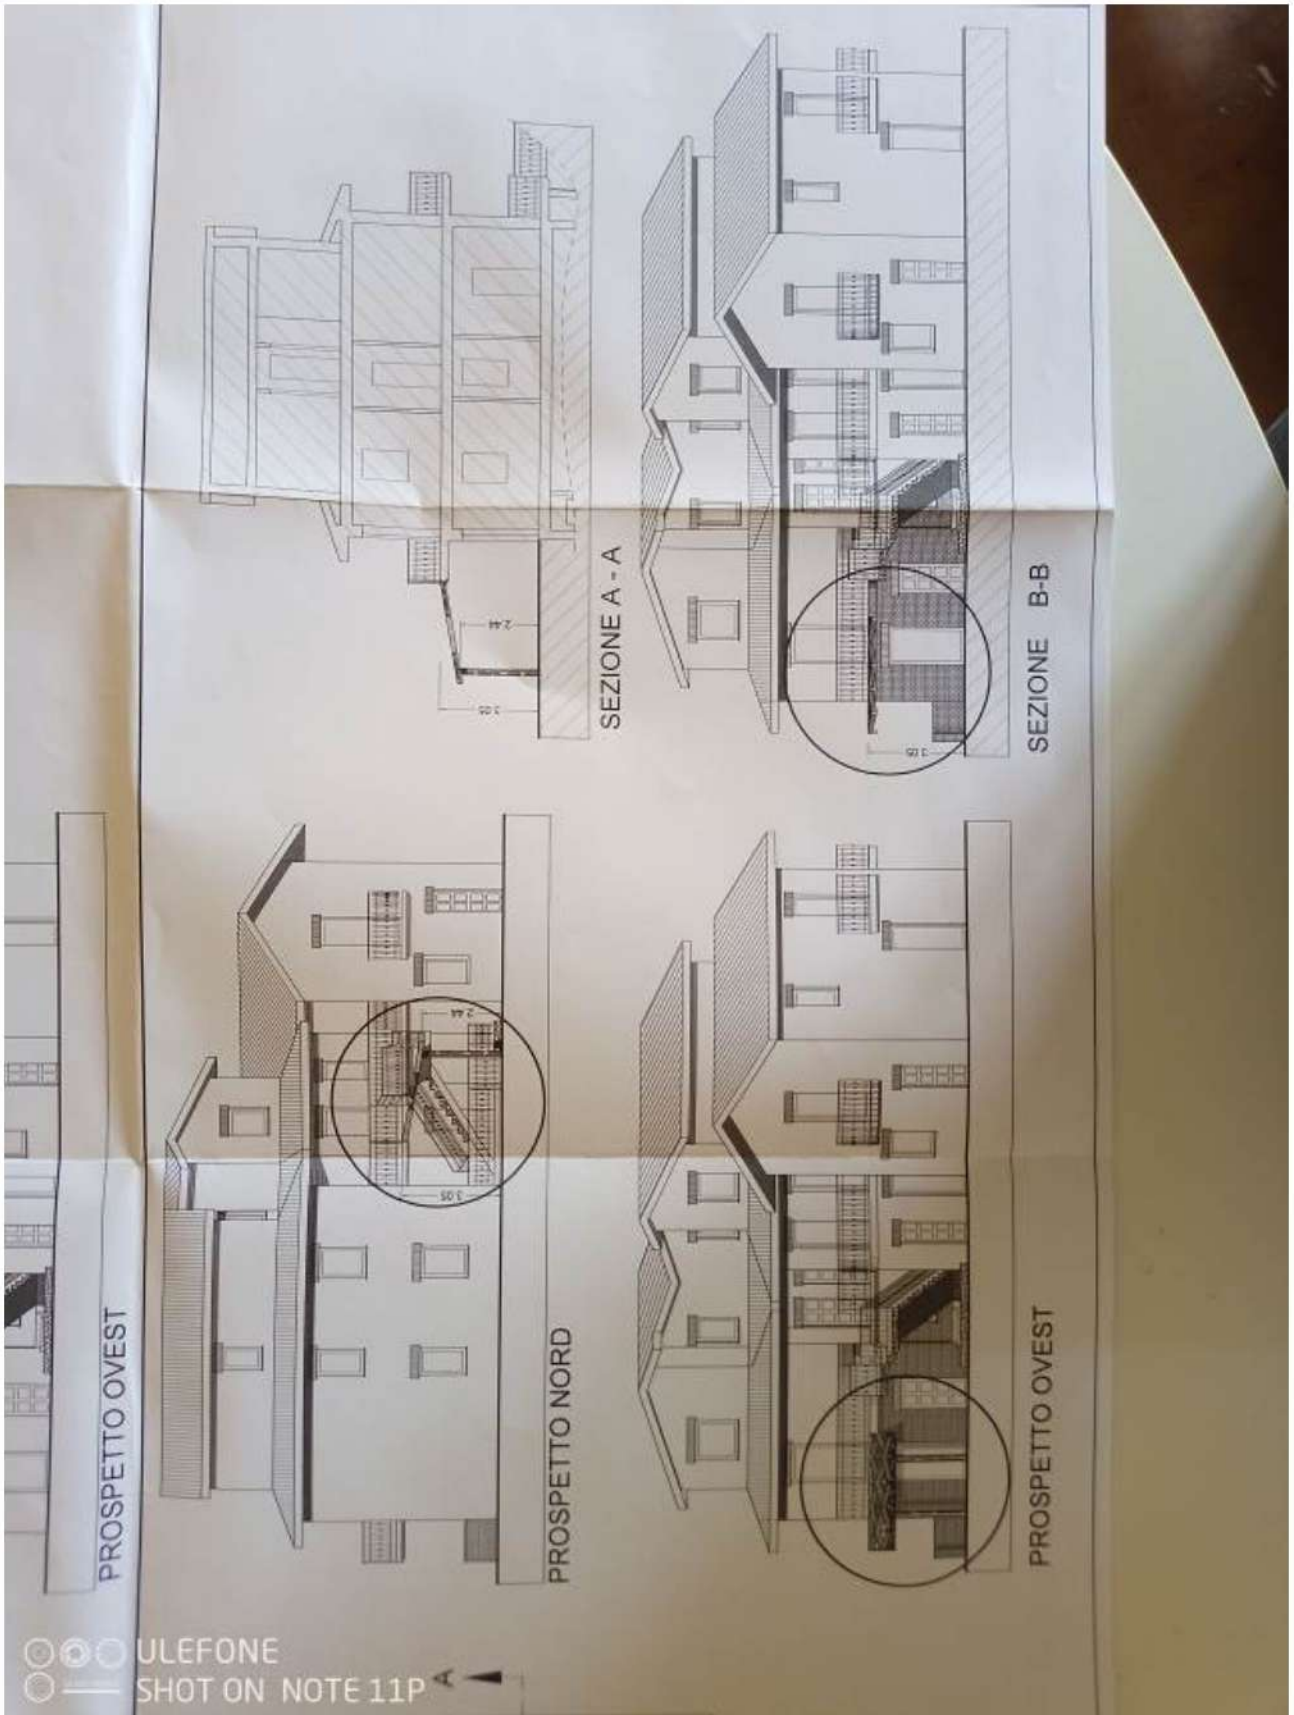 SEZIONE A - A
2.44
3.05
SEZIONE B-B
3.05
PROSPETTO OVEST
PROSPETTO NORD
2.44
3.05
PROSPETTO OVEST
A
ULEFONE
SHOT ON NOTE 11P